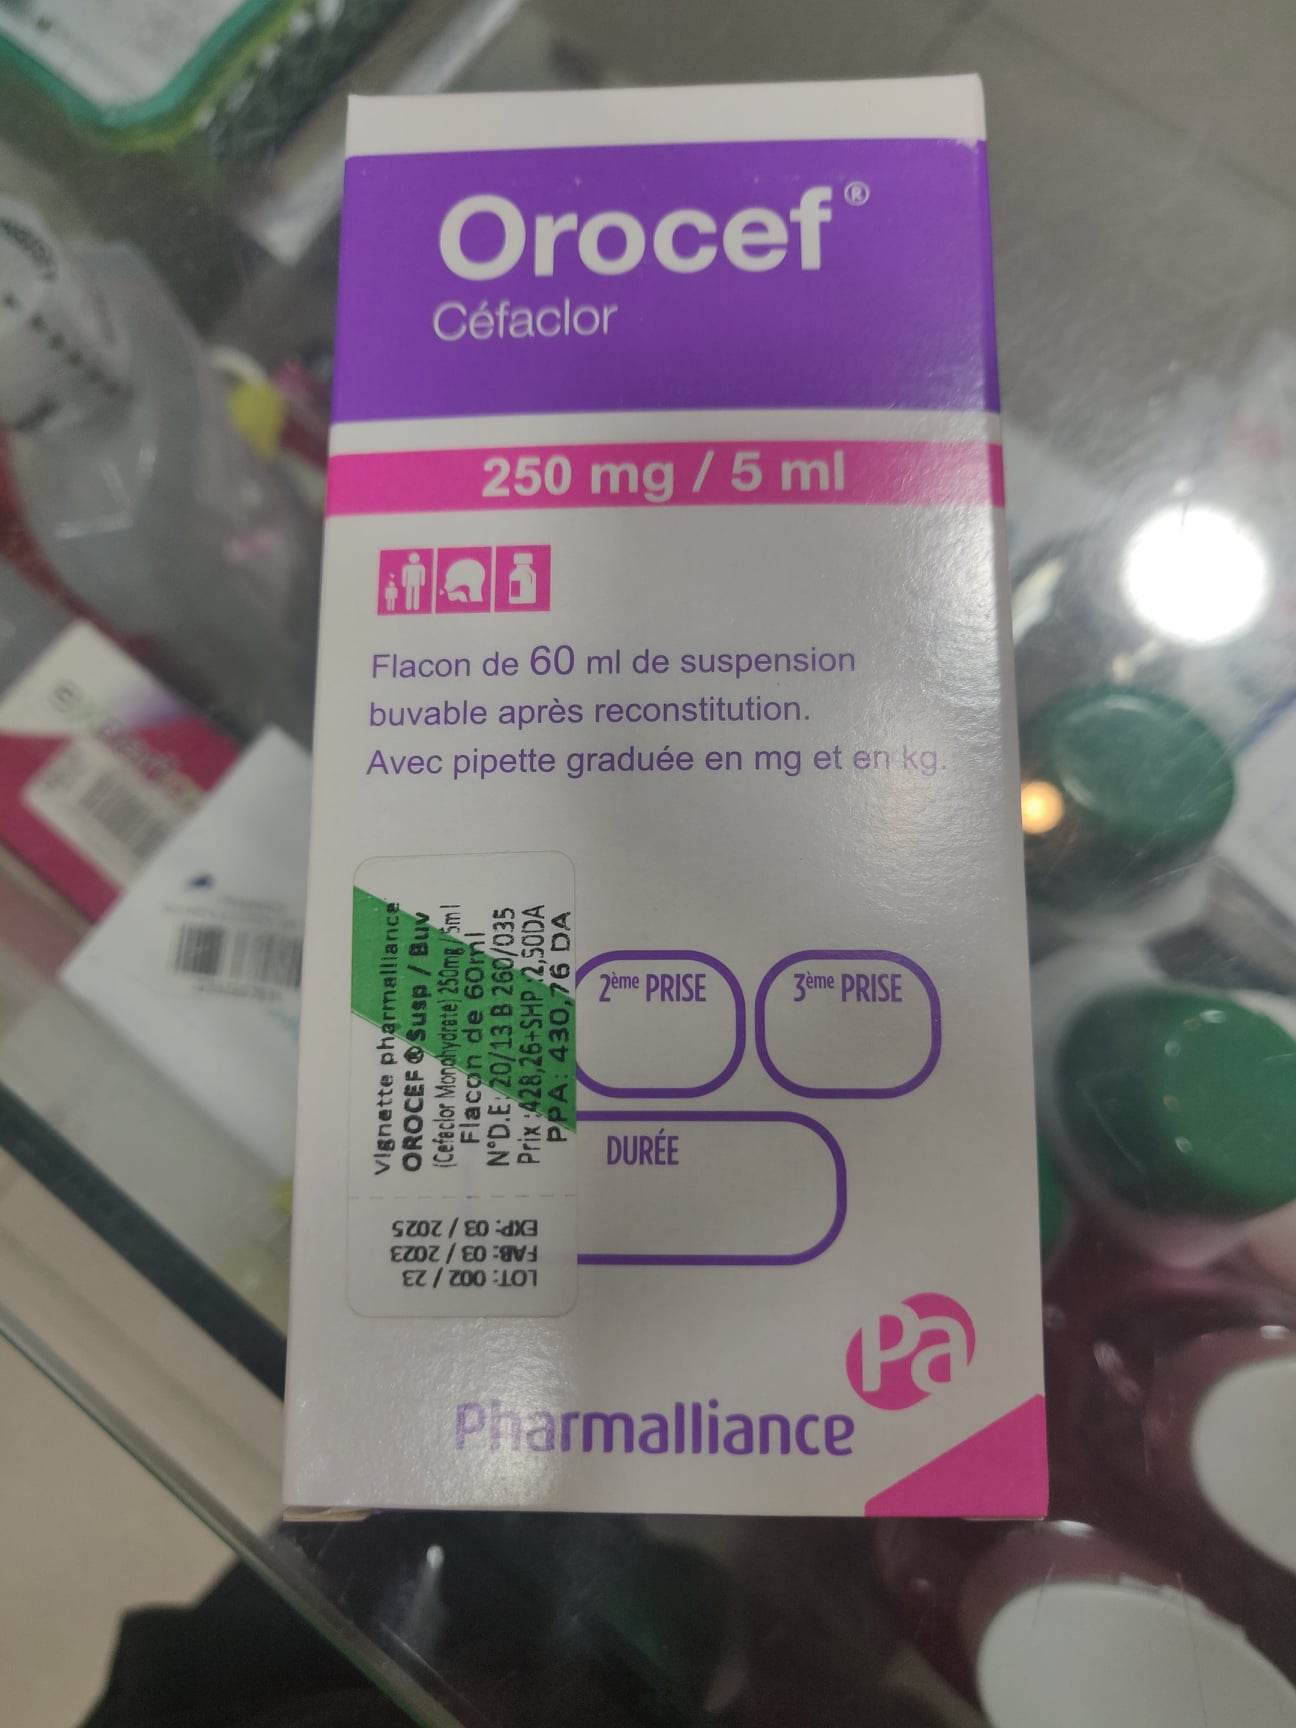 Orocef®
Céfaclor
250 mg / 5 ml
Flacon de 60 ml de suspension
buvable après reconstitution.
Avec pipette graduée en mg et en kg.
Vignette pharmalliance
OROCEF ® Susp / Buv
(Cefaclor Monohydrate) 250mg/5ml
Flacon de 60ml
N°D.E: 20/13 B 260/035
Prix :428,26+SHP :2,50DA
PPA: 430,76 DA
LOT: 002 / 23
FAB: 03 / 2023
EXP: 03 / 2025
2ème PRISE
3ème PRISE
DURÉE
Pa
Pharmalliance